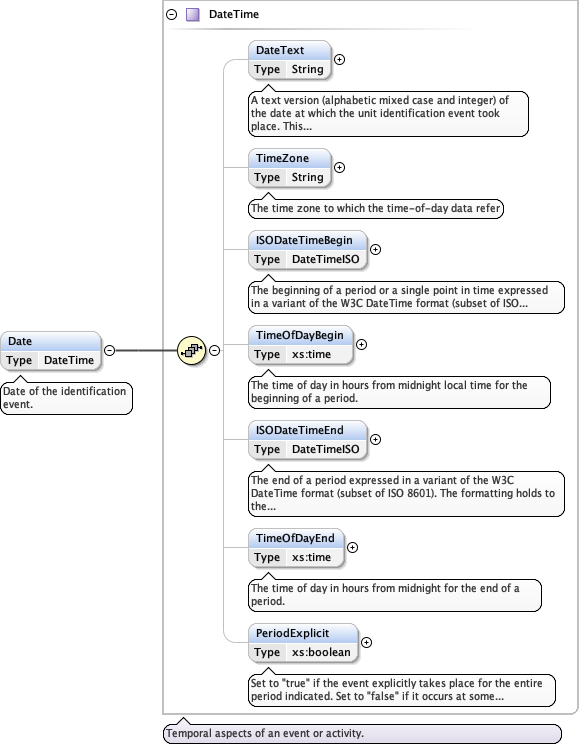 DateTime
DateText
Type String
A text version (alphabetic mixed case and integer) of
the date at which the unit identification event took
place. This...
TimeZone
Type String
The time zone to which the time-of-day data refer
ISODateTimeBegin
Type DateTimeISO
The beginning of a period or a single point in time expressed
in a variant of the W3C DateTime format (subset of ISO...
Date
Type DateTime
Date of the identification
event.
TimeOfDayBegin
Type xs:time
The time of day in hours from midnight local time for the
beginning of a period.
ISODateTimeEnd
Type DateTimeISO
The end of a period expressed in a variant of the W3C
DateTime format (subset of ISO 8601). The formatting holds to
the...
TimeOfDayEnd
Type xs:time
The time of day in hours from midnight for the end of a
period.
PeriodExplicit
Type xs:boolean
Set to "true" if the event explicitly takes place for the entire
period indicated. Set to "false" if it occurs at some...
Temporal aspects of an event or activity.